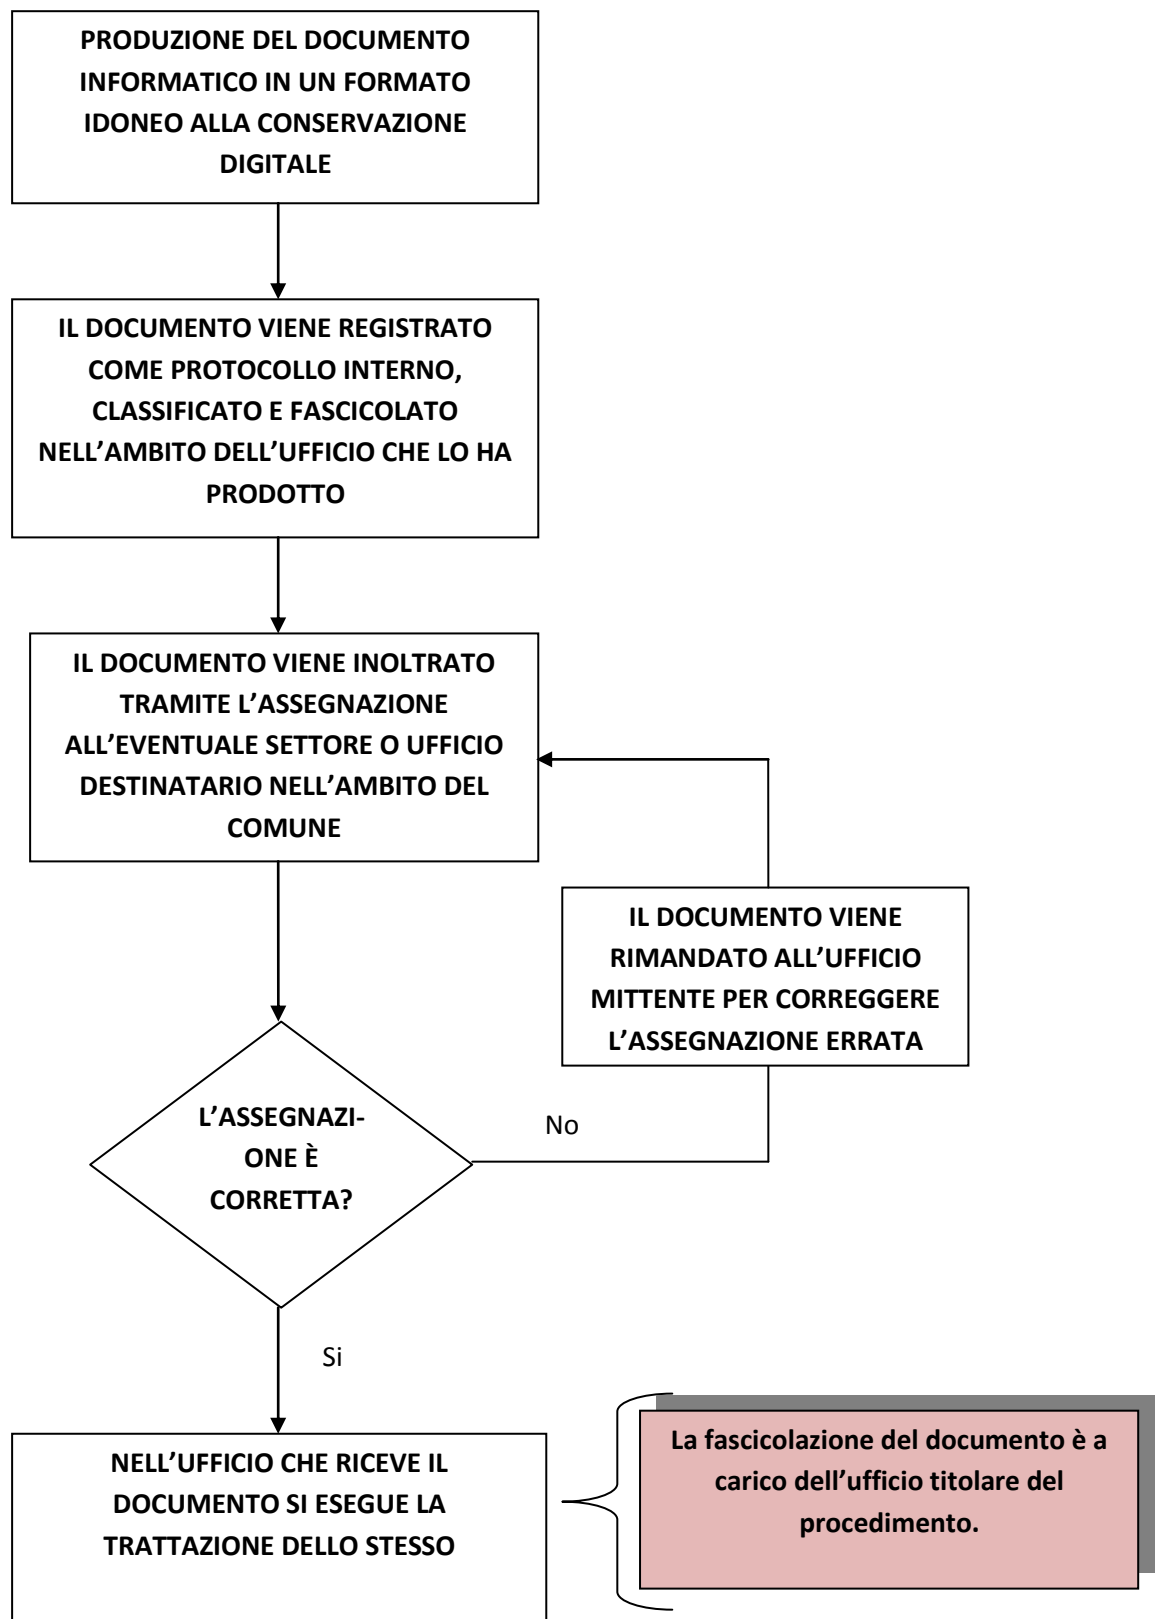 PRODUZIONE DEL DOCUMENTO
INFORMATICO IN UN FORMATO
IDONEO ALLA CONSERVAZIONE
DIGITALE
IL DOCUMENTO VIENE REGISTRATO
COME PROTOCOLLO INTERNO,
CLASSIFICATO E FASCICOLATO
NELL’AMBITO DELL’UFFICIO CHE LO HA
PRODOTTO
IL DOCUMENTO VIENE INOLTRATO
TRAMITE L’ASSEGNAZIONE
ALL’EVENTUALE SETTORE O UFFICIO
DESTINATARIO NELL’AMBITO DEL
COMUNE
IL DOCUMENTO VIENE
RIMANDATO ALL’UFFICIO
MITTENTE PER CORREGGERE
L’ASSEGNAZIONE ERRATA
L’ASSEGNAZI-
ONE È
CORRETTA?
No
Si
NELL’UFFICIO CHE RICEVE IL
DOCUMENTO SI ESEGUE LA
TRATTAZIONE DELLO STESSO
La fascicolazione del documento è a
carico dell’ufficio titolare del
procedimento.